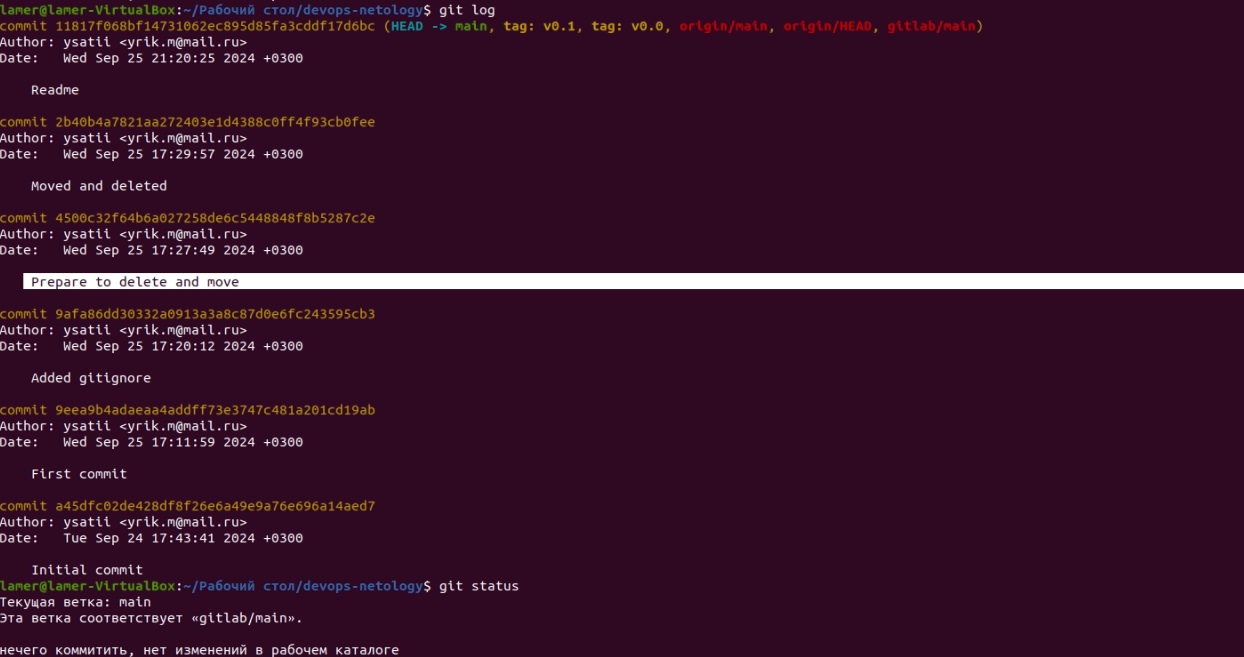 lamer@lamer-VirtualBox:~/Рабочий стол/devops-netology$ git log
commit 11817f068bf14731062ec895d85fa3cddf17d6bc (HEAD -> main, tag: v0.1, tag: v0.0, origin/main, origin/HEAD, gitlab/main)
Author: ysatii <yrik.m@mail.ru>
Date:   Wed Sep 25 21:20:25 2024 +0300
Readme
commit 2b40b4a7821aa272403e1d4388c0ff4f93cb0fee
Author: ysatii <yrik.m@mail.ru>
Date:   Wed Sep 25 17:29:57 2024 +0300
Moved and deleted
commit 4500c32f64b6a027258de6c5448848f8b5287c2e
Author: ysatii <yrik.m@mail.ru>
Date:   Wed Sep 25 17:27:49 2024 +0300
Prepare to delete and move
commit 9afa86dd30332a0913a3a8c87d0e6fc243595cb3
Author: ysatii <yrik.m@mail.ru>
Date:   Wed Sep 25 17:20:12 2024 +0300
Added gitignore
commit 9eea9b4adaeaa4addff73e3747c481a201cd19ab
Author: ysatii <yrik.m@mail.ru>
Date:   Wed Sep 25 17:11:59 2024 +0300
First commit
commit a45dfc02de428df8f26e6a49e9a76e696a14aed7
Author: ysatii <yrik.m@mail.ru>
Date:   Tue Sep 24 17:43:41 2024 +0300
Initial commit
lamer@lamer-VirtualBox:~/Рабочий стол/devops-netology$ git status
Текущая ветка: main
Эта ветка соответствует «gitlab/main».
нечего коммитить, нет изменений в рабочем каталоге